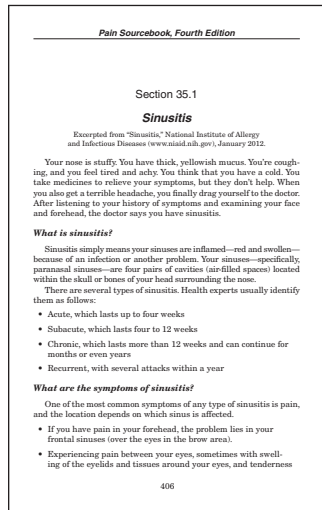 Pain Sourcebook, Fourth Edition
Section 35.1
Sinusitis
Excerpted from “Sinusitis,” National Institute of Allergy
and Infectious Diseases (www.niaid.nih.gov), January 2012.
Your nose is stuffy. You have thick, yellowish mucus. You’re cough-
ing, and you feel tired and achy. You think that you have a cold. You
take medicines to relieve your symptoms, but they don’t help. When
you also get a terrible headache, you finally drag yourself to the doctor.
After listening to your history of symptoms and examining your face
and forehead, the doctor says you have sinusitis.
What is sinusitis?
Sinusitis simply means your sinuses are inflamed—red and swollen—
because of an infection or another problem. Your sinuses—specifically,
paranasal sinuses—are four pairs of cavities (air-filled spaces) located
within the skull or bones of your head surrounding the nose.
There are several types of sinusitis. Health experts usually identify
them as follows:
• Acute, which lasts up to four weeks
• Subacute, which lasts four to 12 weeks
• Chronic, which lasts more than 12 weeks and can continue for
months or even years
• Recurrent, with several attacks within a year
What are the symptoms of sinusitis?
One of the most common symptoms of any type of sinusitis is pain,
and the location depends on which sinus is affected.
• If you have pain in your forehead, the problem lies in your
frontal sinuses (over the eyes in the brow area).
• Experiencing pain between your eyes, sometimes with swell-
ing of the eyelids and tissues around your eyes, and tenderness
406